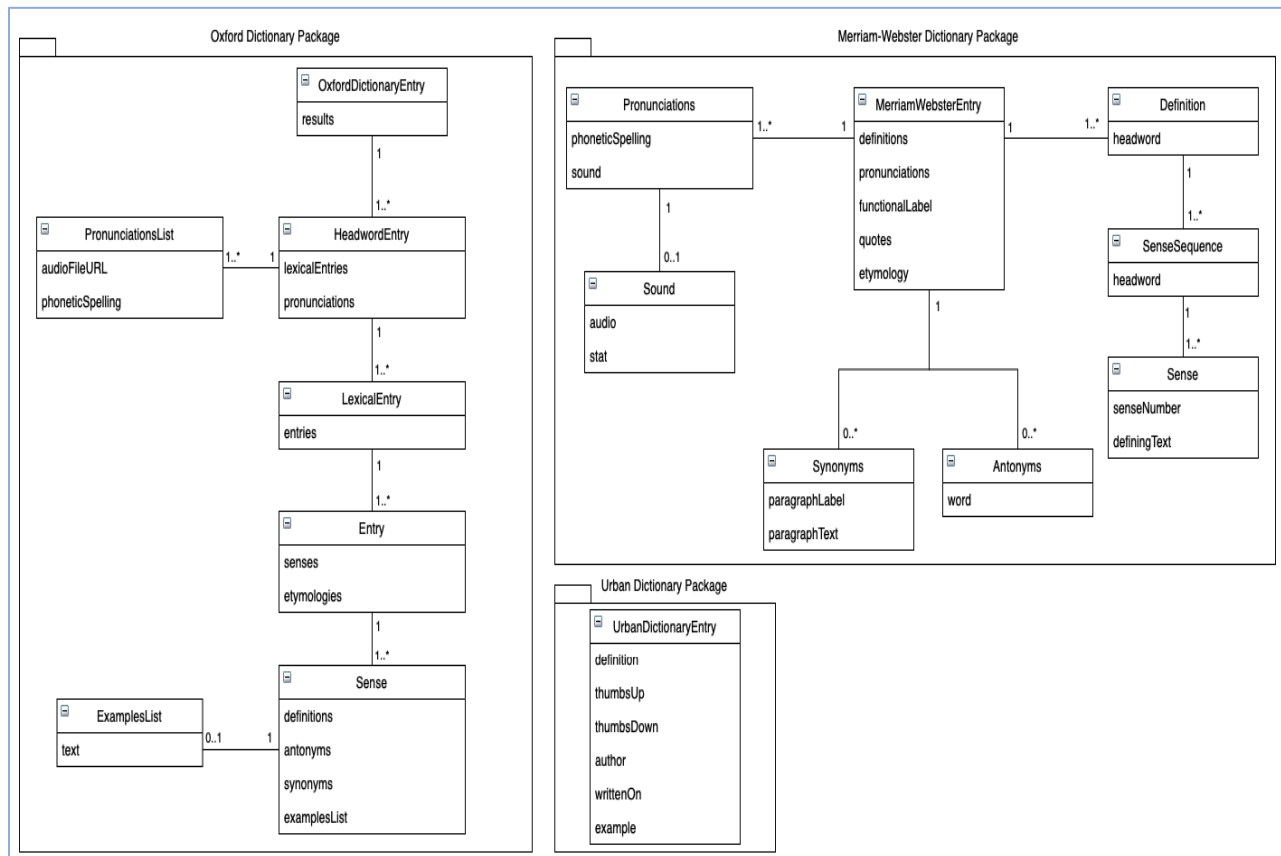 Oxford Dictionary Package
OxfordDictionaryEntry
results
1
1..*
PronunciationsList
audioFileURL
phoneticSpelling
1..*
1
HeadwordEntry
lexicalEntries
pronunciations
1
1..*
LexicalEntry
entries
1
1..*
Entry
senses
etymologies
1
1..*
Sense
definitions
antonyms
synonyms
examplesList
ExamplesList
text
0..1
1
Merriam-Webster Dictionary Package
Pronunciations
phoneticSpelling
sound
1..*
1
MerriamWebsterEntry
definitions
pronunciations
functionalLabel
quotes
etymology
1
1..*
Definition
headword
1
1..*
SenseSequence
headword
1
1..*
Sense
senseNumber
definingText
1
0..1
Sound
audio
stat
1
0..*
0..*
Synonyms
paragraphLabel
paragraphText
Antonyms
word
Urban Dictionary Package
UrbanDictionaryEntry
definition
thumbsUp
thumbsDown
author
writtenOn
example